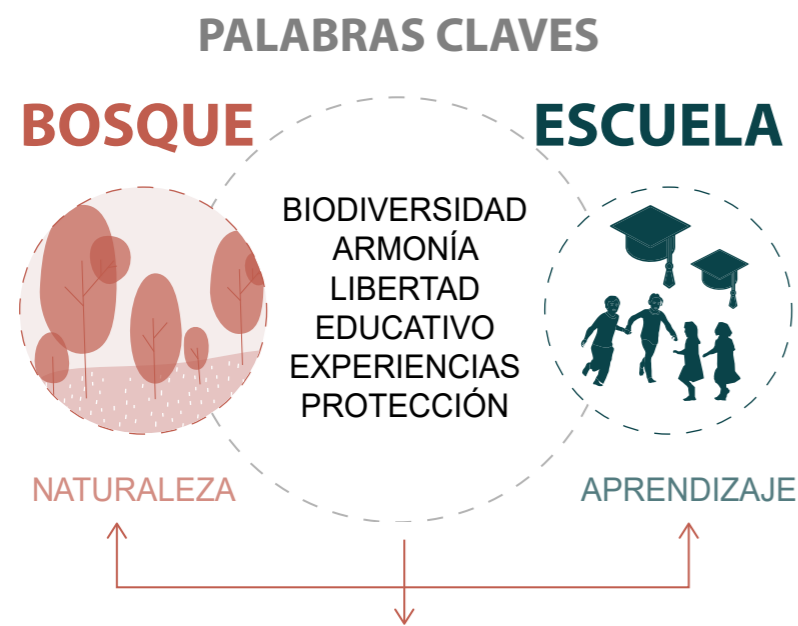 PALABRAS CLAVES
BOSQUE
ESCUELA
BIODIVERSIDAD
ARMONÍA
LIBERTAD
EDUCATIVO
EXPERIENCIAS
PROTECCIÓN
NATURALEZA
APRENDIZAJE